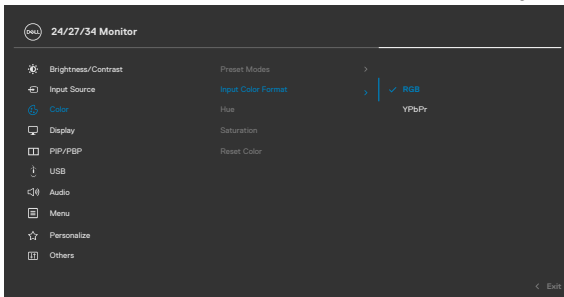 DELL 24/27/34 Monitor
Brightness/Contrast Preset Modes >
Input Source Input Color Format > ✓ RGB
Color Hue YPbPr
Display Saturation
PIP/PBP Reset Color
USB
Audio
Menu
Personalize
Others
< Exit